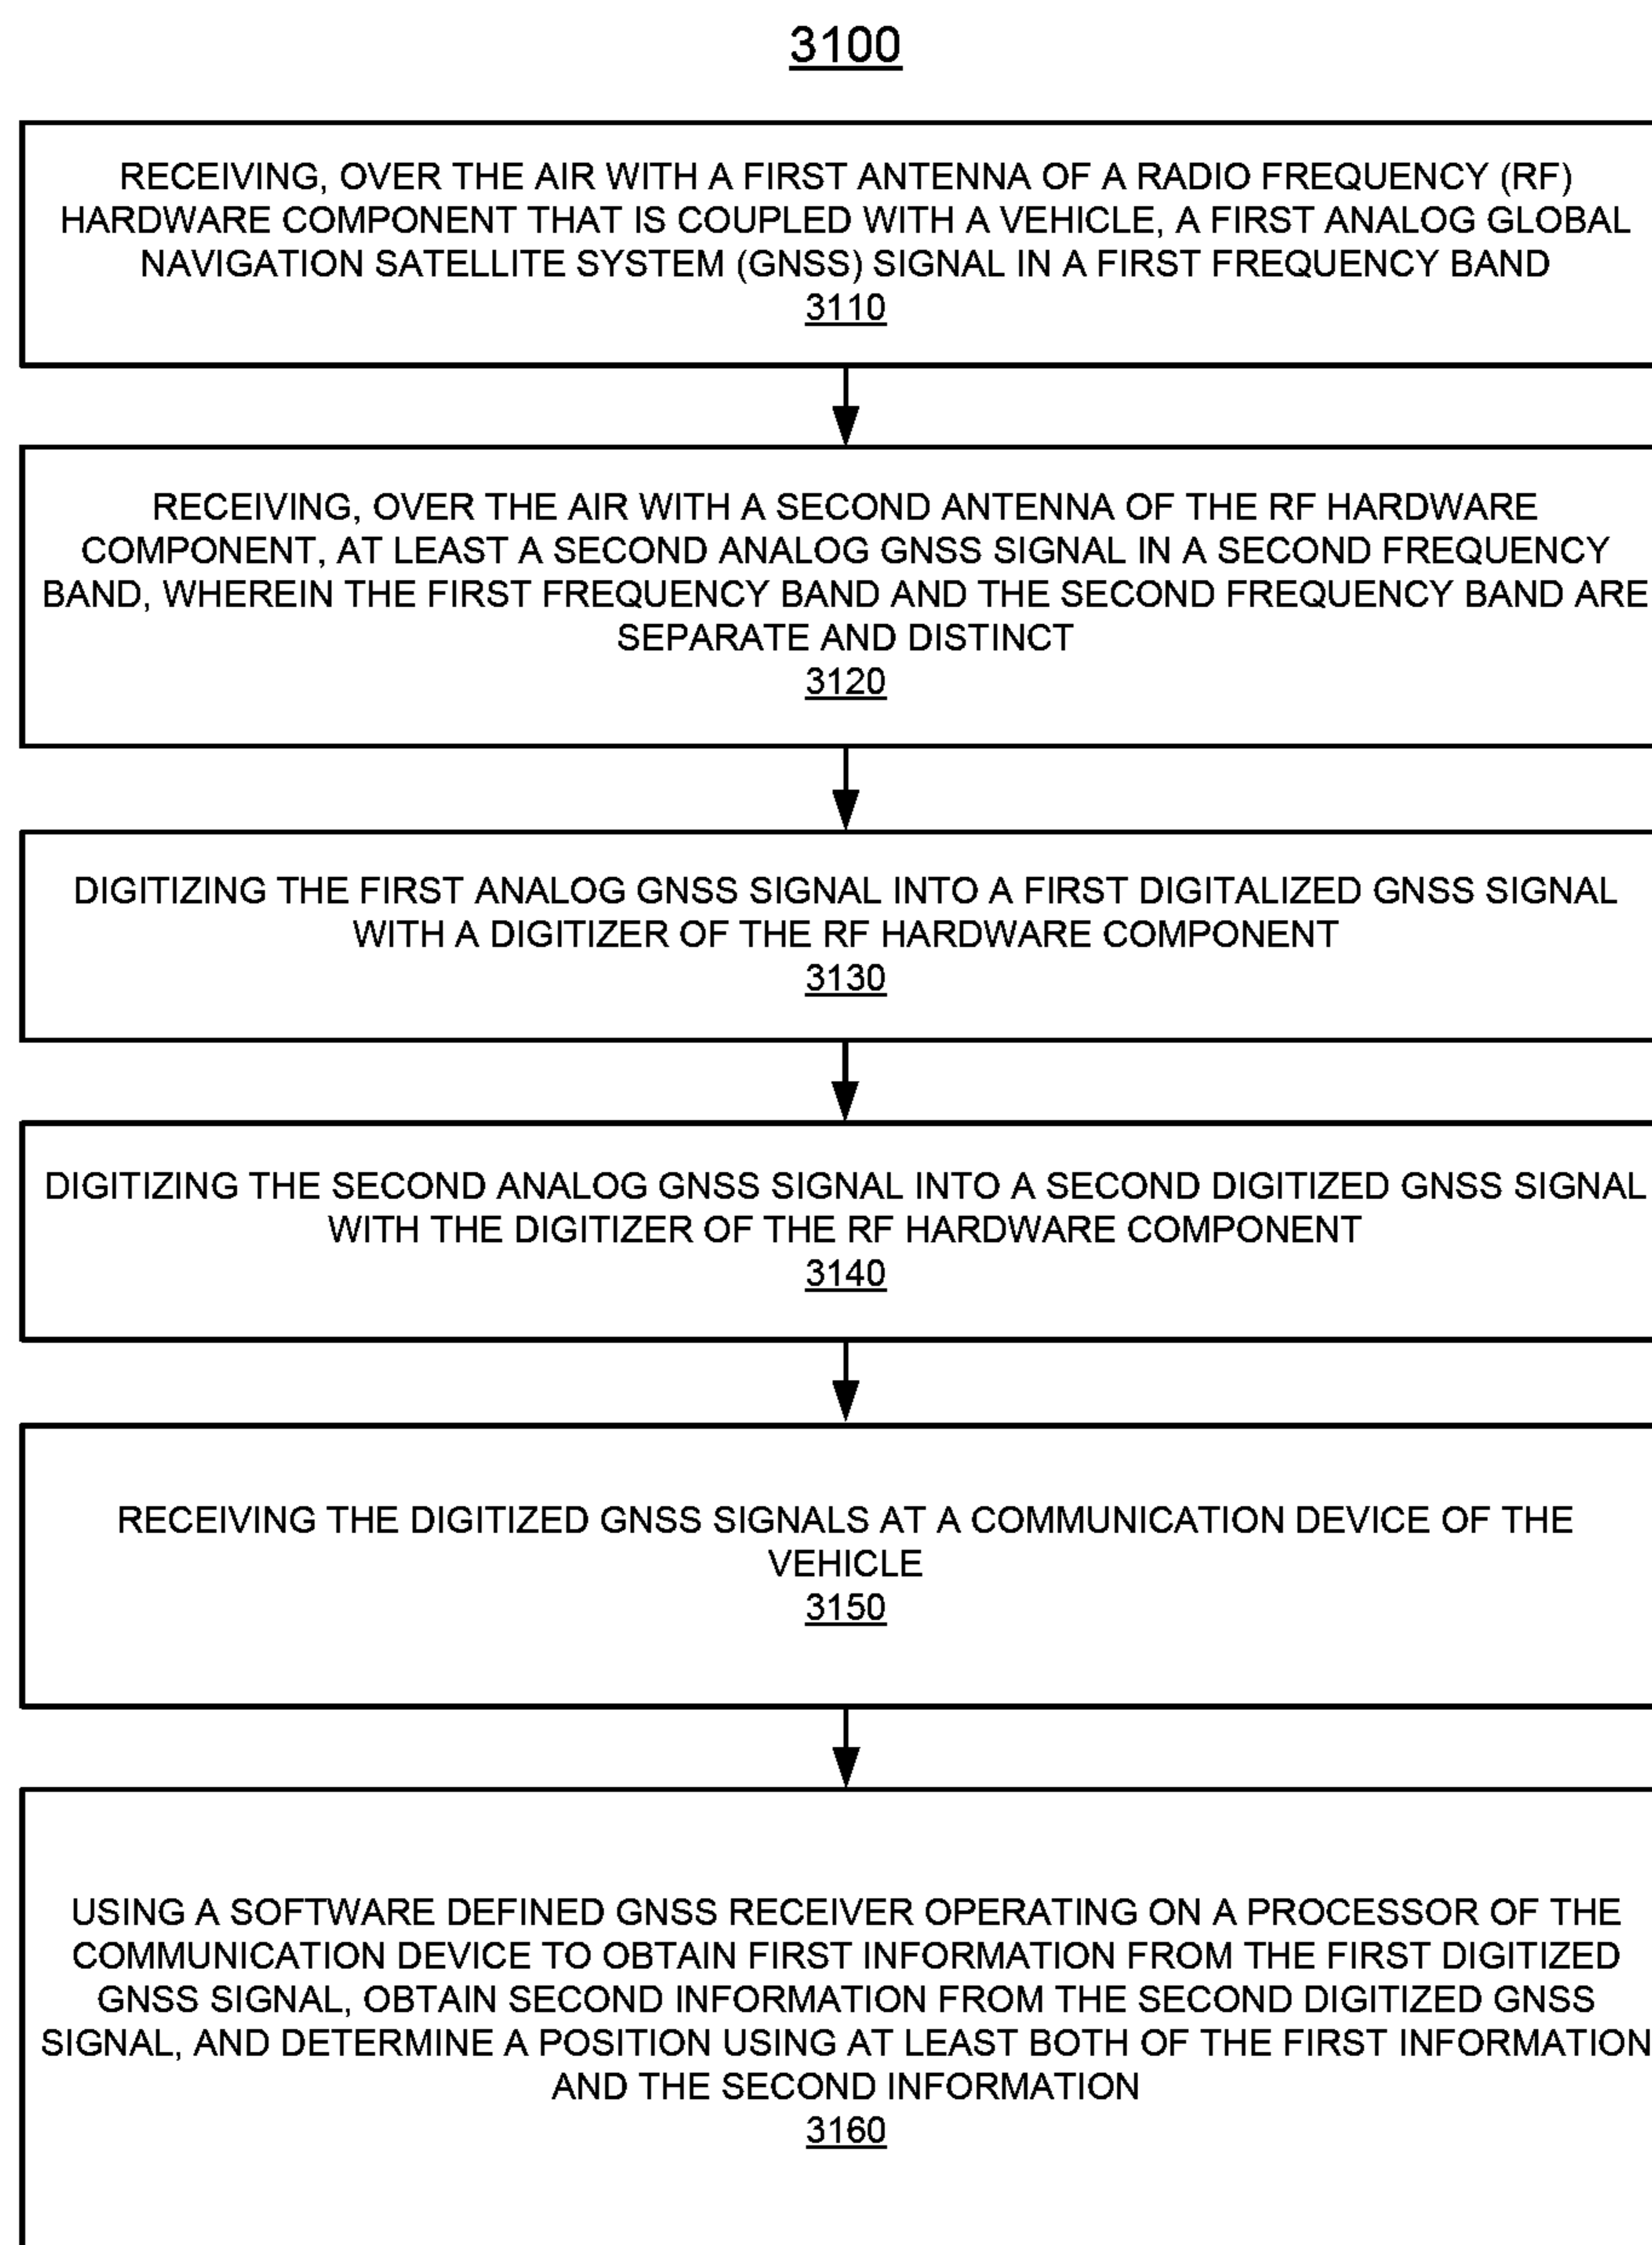 3100
RECEIVING, OVER THE AIR WITH A FIRST ANTENNA OF A RADIO FREQUENCY (RF)
HARDWARE COMPONENT THAT IS COUPLED WITH A VEHICLE, A FIRST ANALOG GLOBAL
NAVIGATION SATELLITE SYSTEM (GNSS) SIGNAL IN A FIRST FREQUENCY BAND
3110
RECEIVING, OVER THE AIR WITH A SECOND ANTENNA OF THE RF HARDWARE
COMPONENT, AT LEAST A SECOND ANALOG GNSS SIGNAL IN A SECOND FREQUENCY
BAND, WHEREIN THE FIRST FREQUENCY BAND AND THE SECOND FREQUENCY BAND ARE
SEPARATE AND DISTINCT
3120
DIGITIZING THE FIRST ANALOG GNSS SIGNAL INTO A FIRST DIGITALIZED GNSS SIGNAL
WITH A DIGITIZER OF THE RF HARDWARE COMPONENT
3130
DIGITIZING THE SECOND ANALOG GNSS SIGNAL INTO A SECOND DIGITIZED GNSS SIGNAL
WITH THE DIGITIZER OF THE RF HARDWARE COMPONENT
3140
RECEIVING THE DIGITIZED GNSS SIGNALS AT A COMMUNICATION DEVICE OF THE
VEHICLE
3150
USING A SOFTWARE DEFINED GNSS RECEIVER OPERATING ON A PROCESSOR OF THE
COMMUNICATION DEVICE TO OBTAIN FIRST INFORMATION FROM THE FIRST DIGITIZED
GNSS SIGNAL, OBTAIN SECOND INFORMATION FROM THE SECOND DIGITIZED GNSS
SIGNAL, AND DETERMINE A POSITION USING AT LEAST BOTH OF THE FIRST INFORMATION
AND THE SECOND INFORMATION
3160